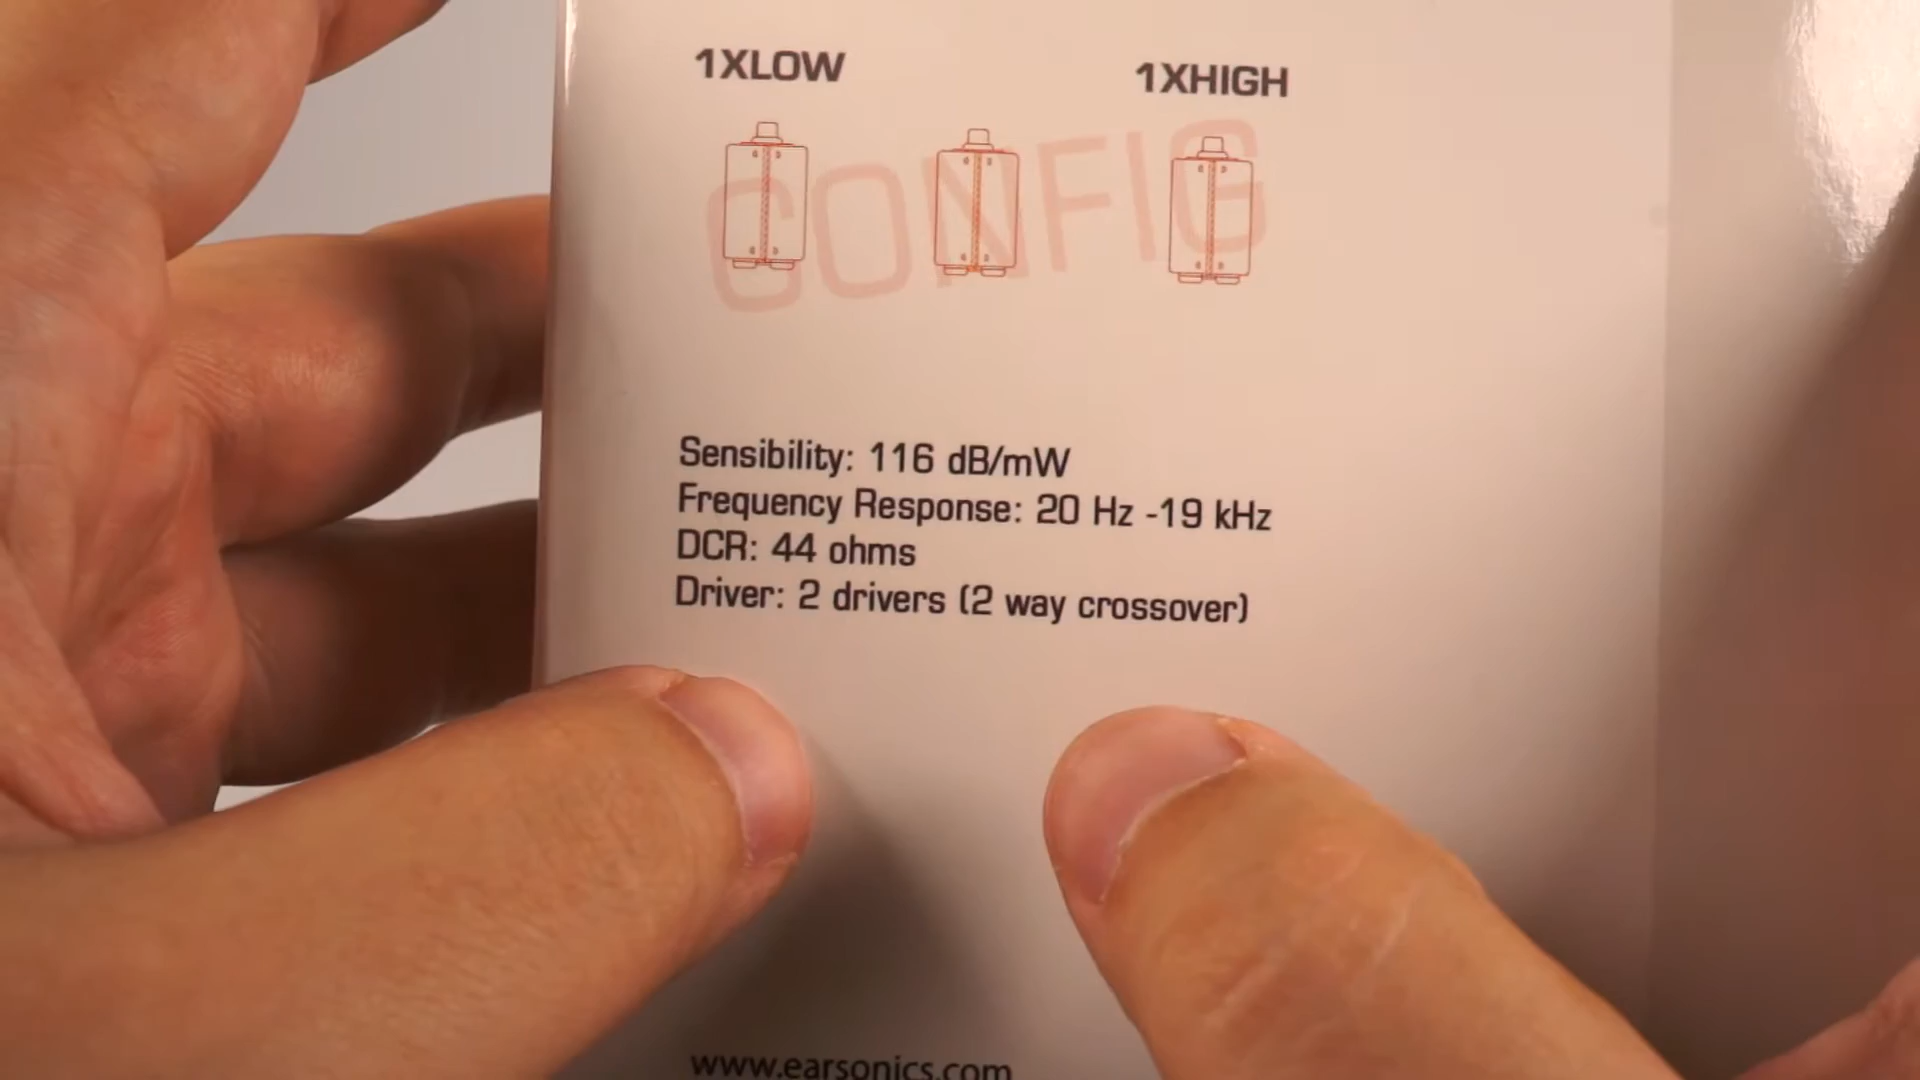 1XLOW 1XHIGH
CONFIG
Sensibility: 116 dB/mW
Frequency Response: 20 Hz -19 kHz
DCR: 44 ohms
Driver: 2 drivers (2 way crossover)
www.earsonics.com